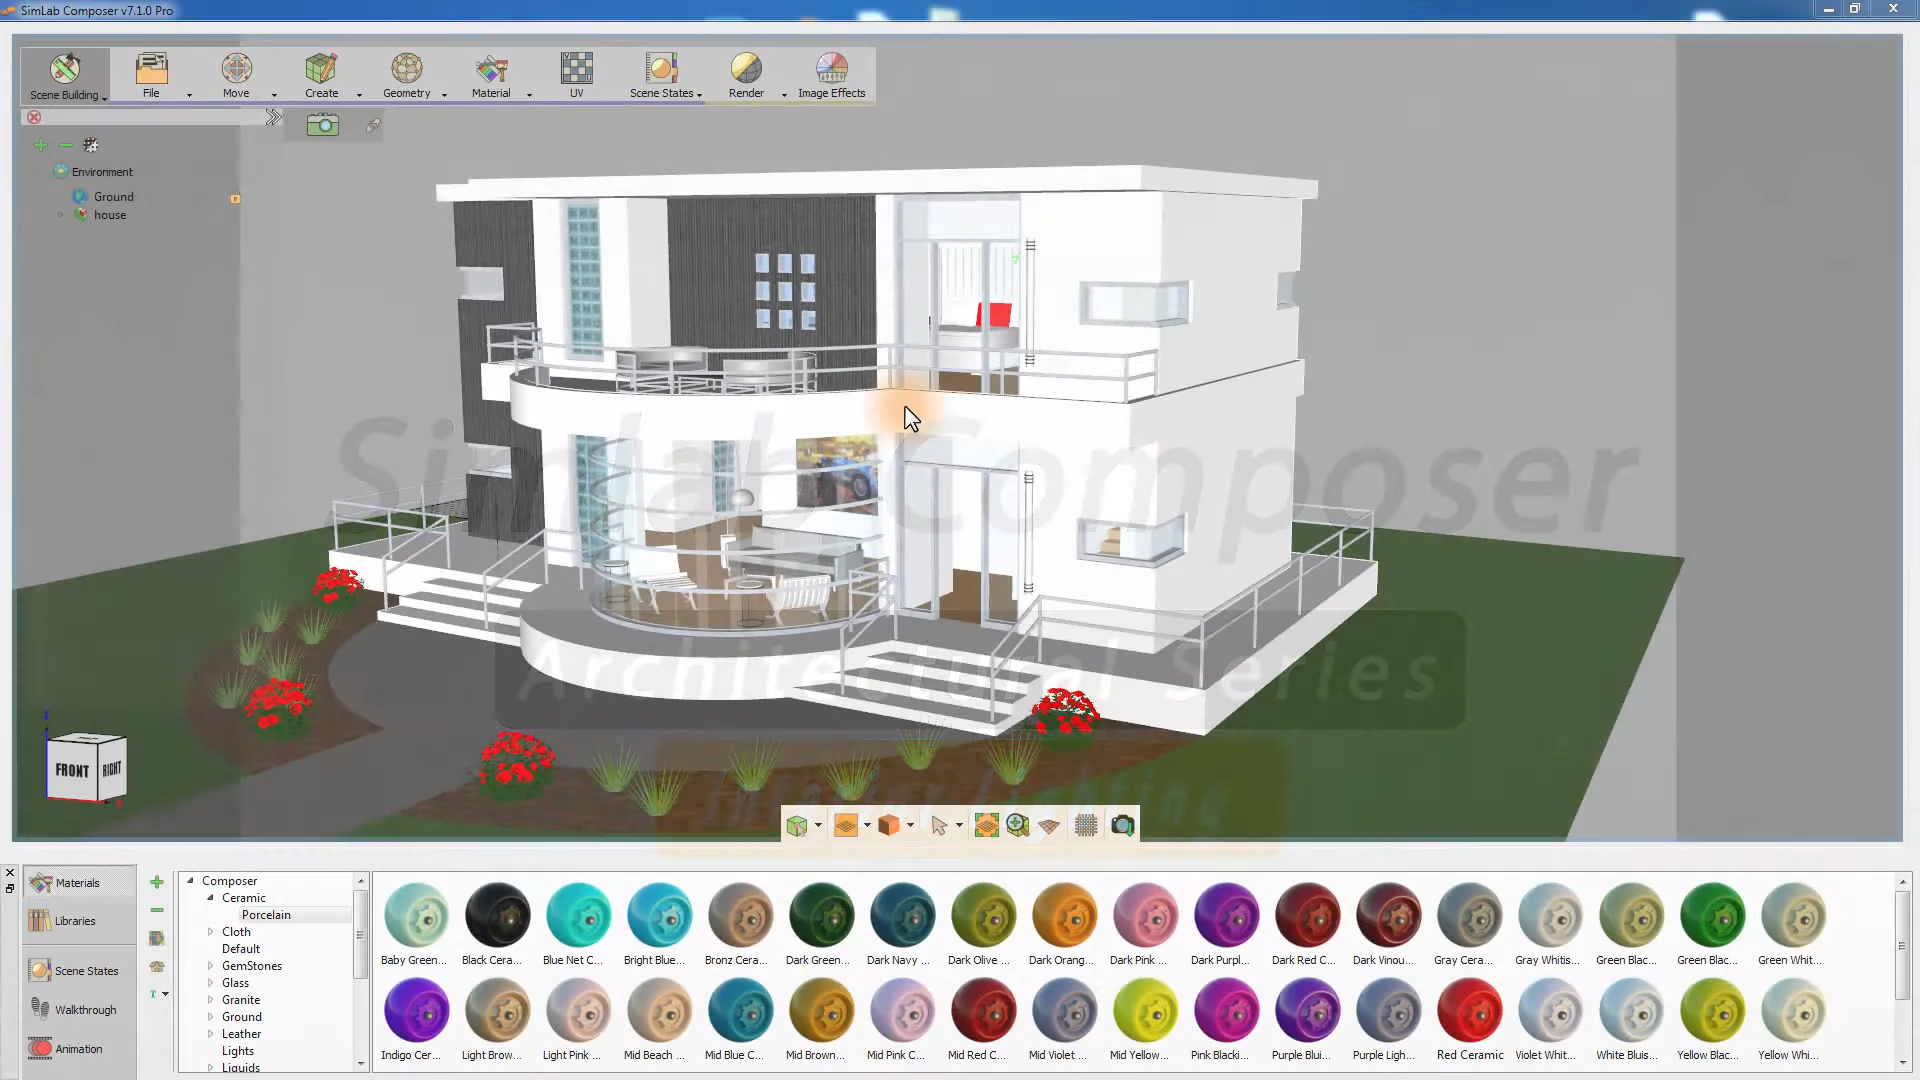 SimLab Composer v7.1.0 Pro
Scene Building
File
Move
Create
Geometry
Material
UV
Scene States
Render
Image Effects
Environment
Ground
house
Simlab Composer
Architectural Series
Interior Lighting
FRONT
RIGHT
Materials
Libraries
Scene States
Walkthrough
Animation
Composer
Ceramic
Porcelain
Cloth
Default
GemStones
Glass
Granite
Ground
Leather
Lights
Liquids
Baby Green... Black Cera... Blue Net C... Bright Blue... Bronz Cera... Dark Green... Dark Navy ... Dark Olive ... Dark Orang... Dark Pink ... Dark Purpl... Dark Red C... Dark Vinou... Gray Cera... Gray Whitis... Green Blac... Green Blac... Green Whit...
Indigo Cer... Light Brow... Light Pink ... Mid Beach ... Mid Blue C... Mid Brown... Mid Pink C... Mid Red C... Mid Violet ... Mid Yellow... Pink Blacki... Purple Blui... Purple Ligh... Red Ceramic Violet Whit... White Bluis... Yellow Blac... Yellow Whi...